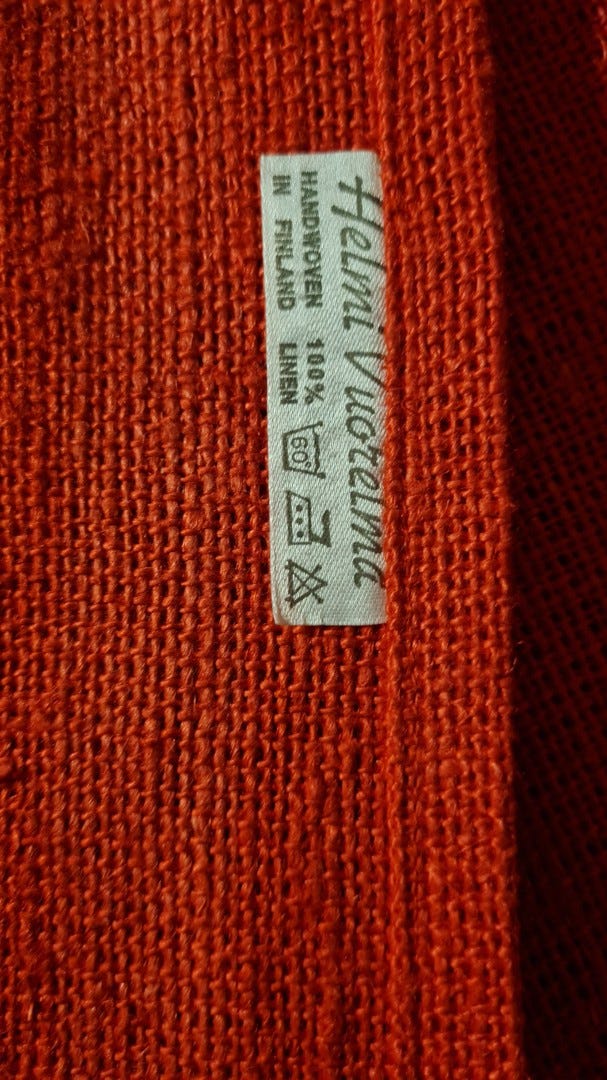 Helmi Vuorelma
HANDWOVEN 100%
IN FINLAND LINEN
60°